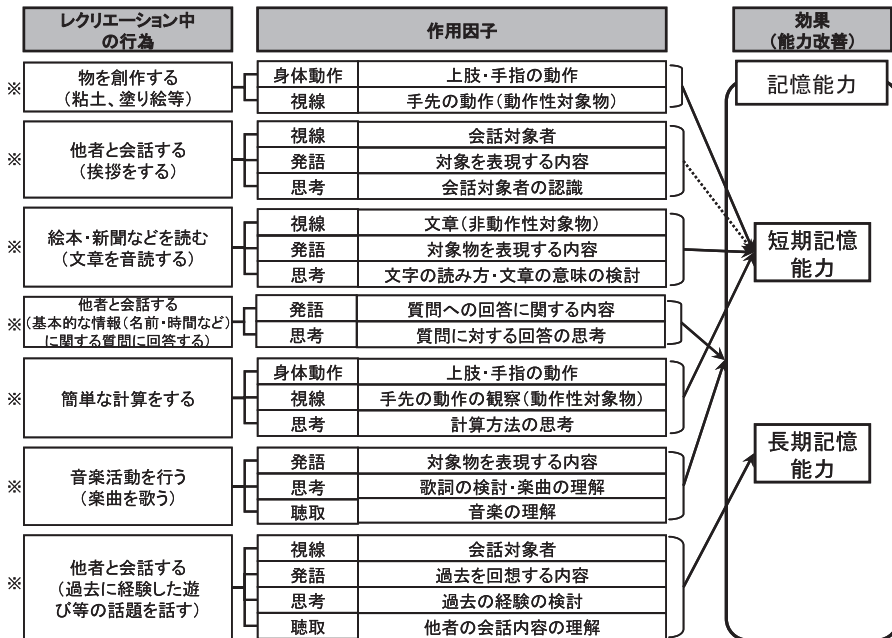 レクリエーション中
の行為
作用因子
効果
(能力改善)
※
物を創作する
(粘土、塗り絵等)
身体動作
上肢・手指の動作
視線
手先の動作(動作性対象物)
記憶能力
※
他者と会話する
(挨拶をする)
視線
会話対象者
発語
対象を表現する内容
思考
会話対象者の認識
※
絵本・新聞などを読む
(文章を音読する)
視線
文章(非動作性対象物)
発語
対象物を表現する内容
思考
文字の読み方・文章の意味の検討
短期記憶
能力
※
他者と会話する
(基本的な情報(名前・時間など)
に関する質問に回答する)
発語
質問への回答に関する内容
思考
質問に対する回答の思考
※
簡単な計算をする
身体動作
上肢・手指の動作
視線
手先の動作の観察(動作性対象物)
思考
計算方法の思考
※
音楽活動を行う
(楽曲を歌う)
発語
対象物を表現する内容
思考
歌詞の検討・楽曲の理解
聴取
音楽の理解
長期記憶
能力
※
他者と会話する
(過去に経験した遊
び等の話題を話す)
視線
会話対象者
発語
過去を回想する内容
思考
過去の経験の検討
聴取
他者の会話内容の理解